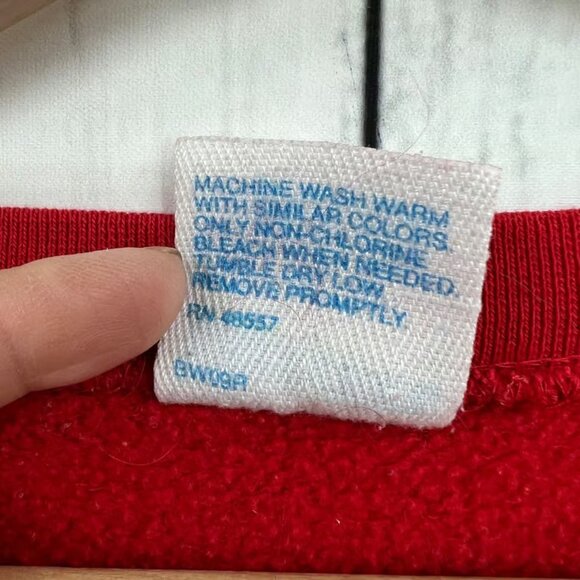 MACHINE WASH WARM
WITH SIMILAR COLORS.
ONLY NON-CHLORINE
BLEACH WHEN NEEDED.
TUMBLE DRY LOW.
REMOVE PROMPTLY.
RN 48557
BW09R